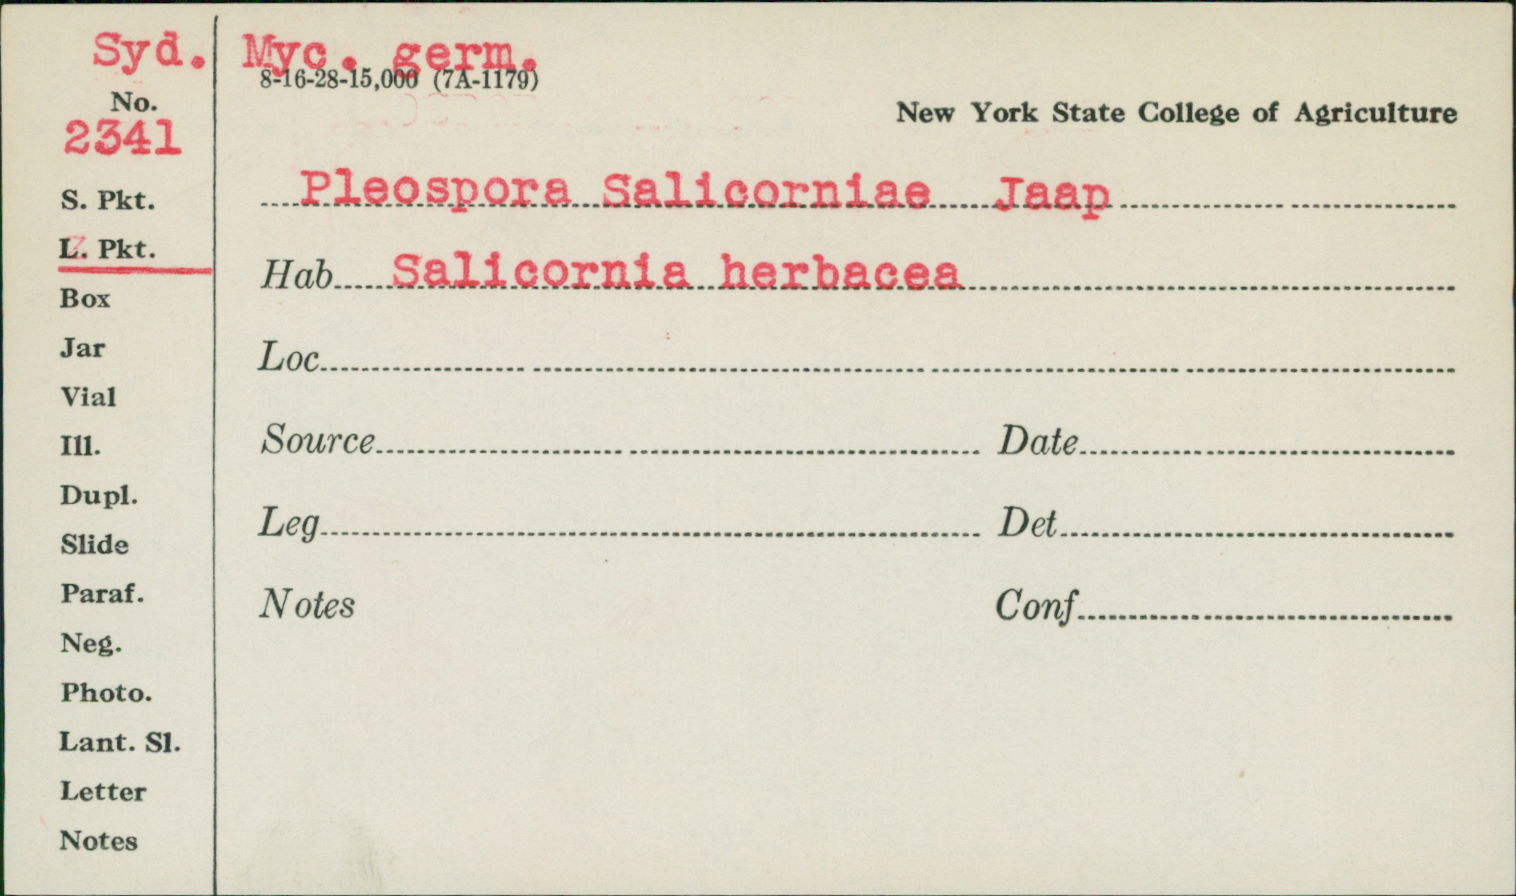 Syd. Myc. germ.
8-16-28-15,000 (7A-1179)
No.
2341
New York State College of Agriculture
S. Pkt.
L. Pkt.
Box
Jar
Vial
Ill.
Dupl.
Slide
Paraf.
Neg.
Photo.
Lant. Sl.
Letter
Notes
Pleospora Salicorniae Jaap
Hab Salicornia herbacea
Loc
Source Date
Leg Det
Notes Conf